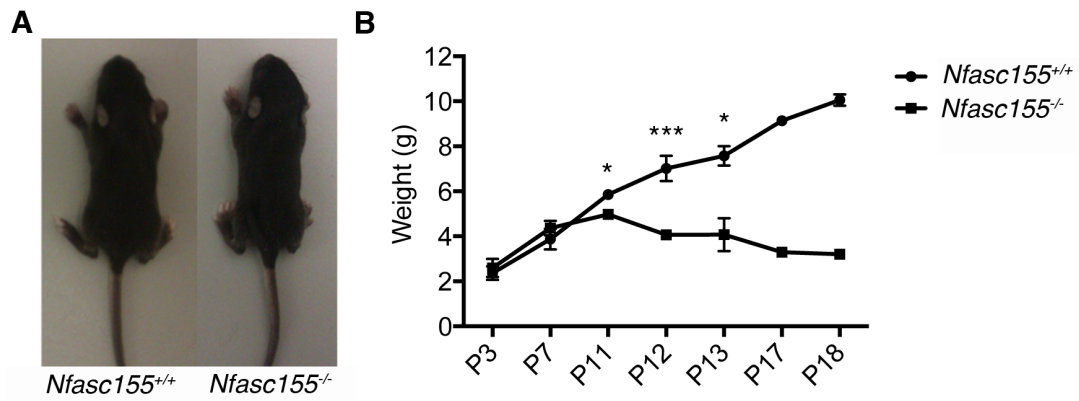 A
B
Nfasc155+/+
Nfasc155-/-
Weight (g)
12
10
8
6
4
2
0
*
***
*
P3
P7
P11
P12
P13
P17
P18
Nfasc155+/+
Nfasc155-/-